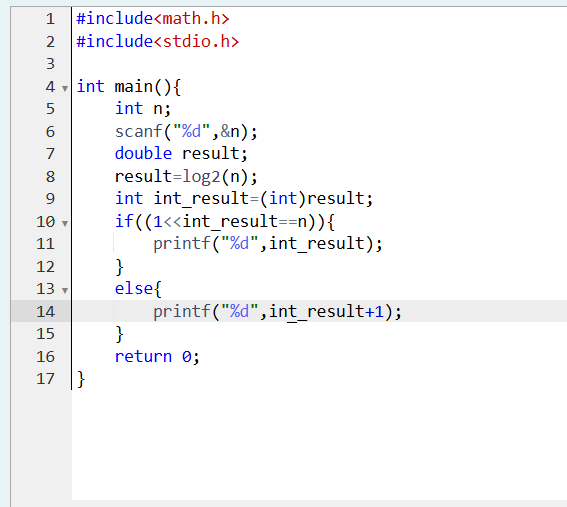 1 #include<math.h>
2 #include<stdio.h>
3
4 int main(){
5     int n;
6     scanf("%d",&n);
7     double result;
8     result=log2(n);
9     int int_result=(int)result;
10     if((1<<int_result==n)){
11         printf("%d",int_result);
12     }
13     else{
14         printf("%d",int_result+1);
15     }
16     return 0;
17 }